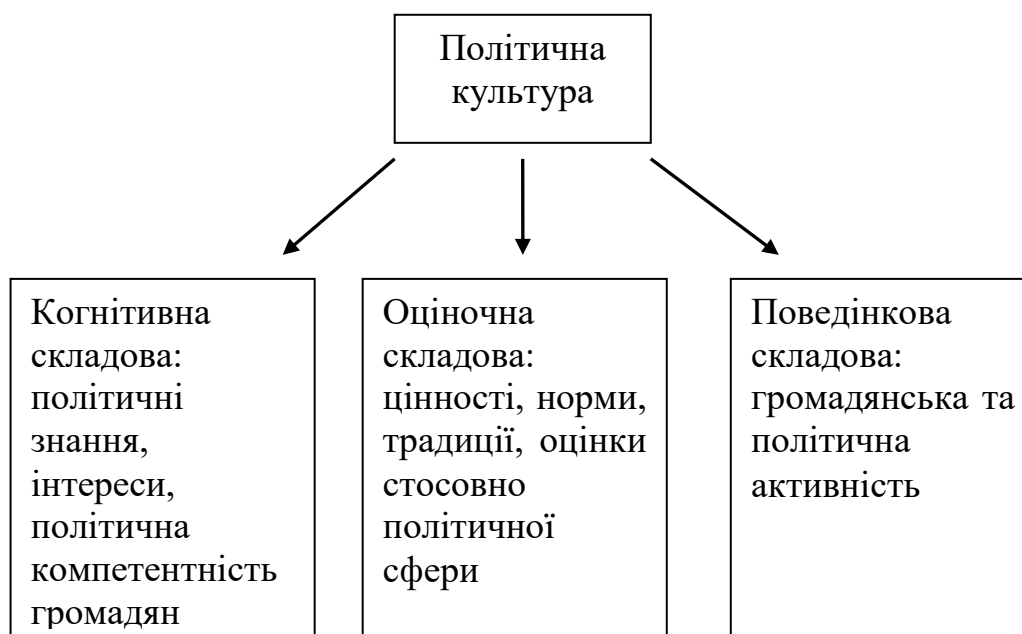 Політична
культура
Когнітивна
складова:
політичні
знання,
інтереси,
політична
компетентність
громадян
Оціночна
складова:
цінності, норми,
традиції, оцінки
стосовно
політичної
сфери
Поведінкова
складова:
громадянська та
політична
активність